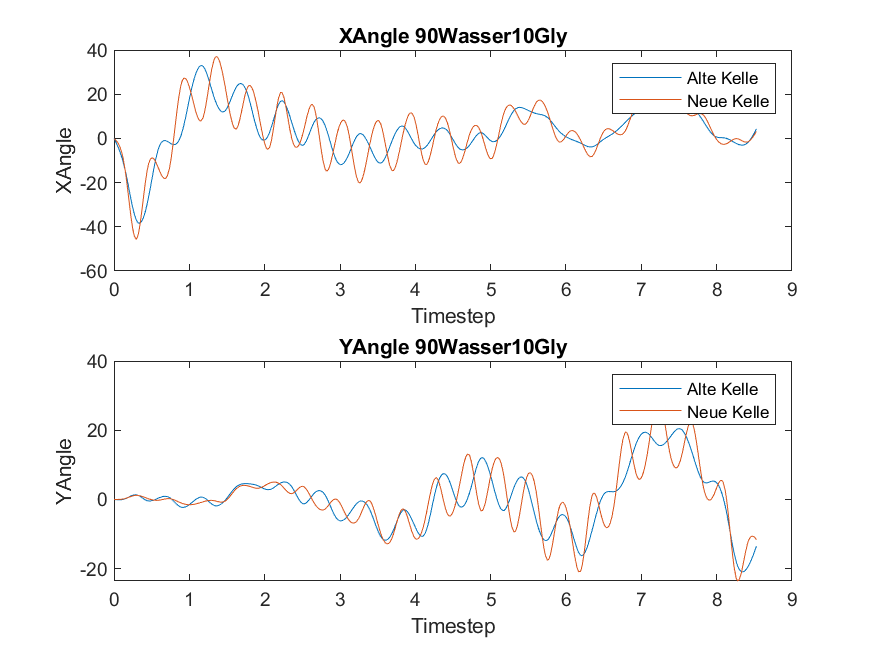 XAngle 90Wasser10Gly
40
20
0
-20
-40
-60
XAngle
Alte Kelle
Neue Kelle
0 1 2 3 4 5 6 7 8 9
Timestep
YAngle 90Wasser10Gly
40
20
0
-20
YAngle
Alte Kelle
Neue Kelle
0 1 2 3 4 5 6 7 8 9
Timestep